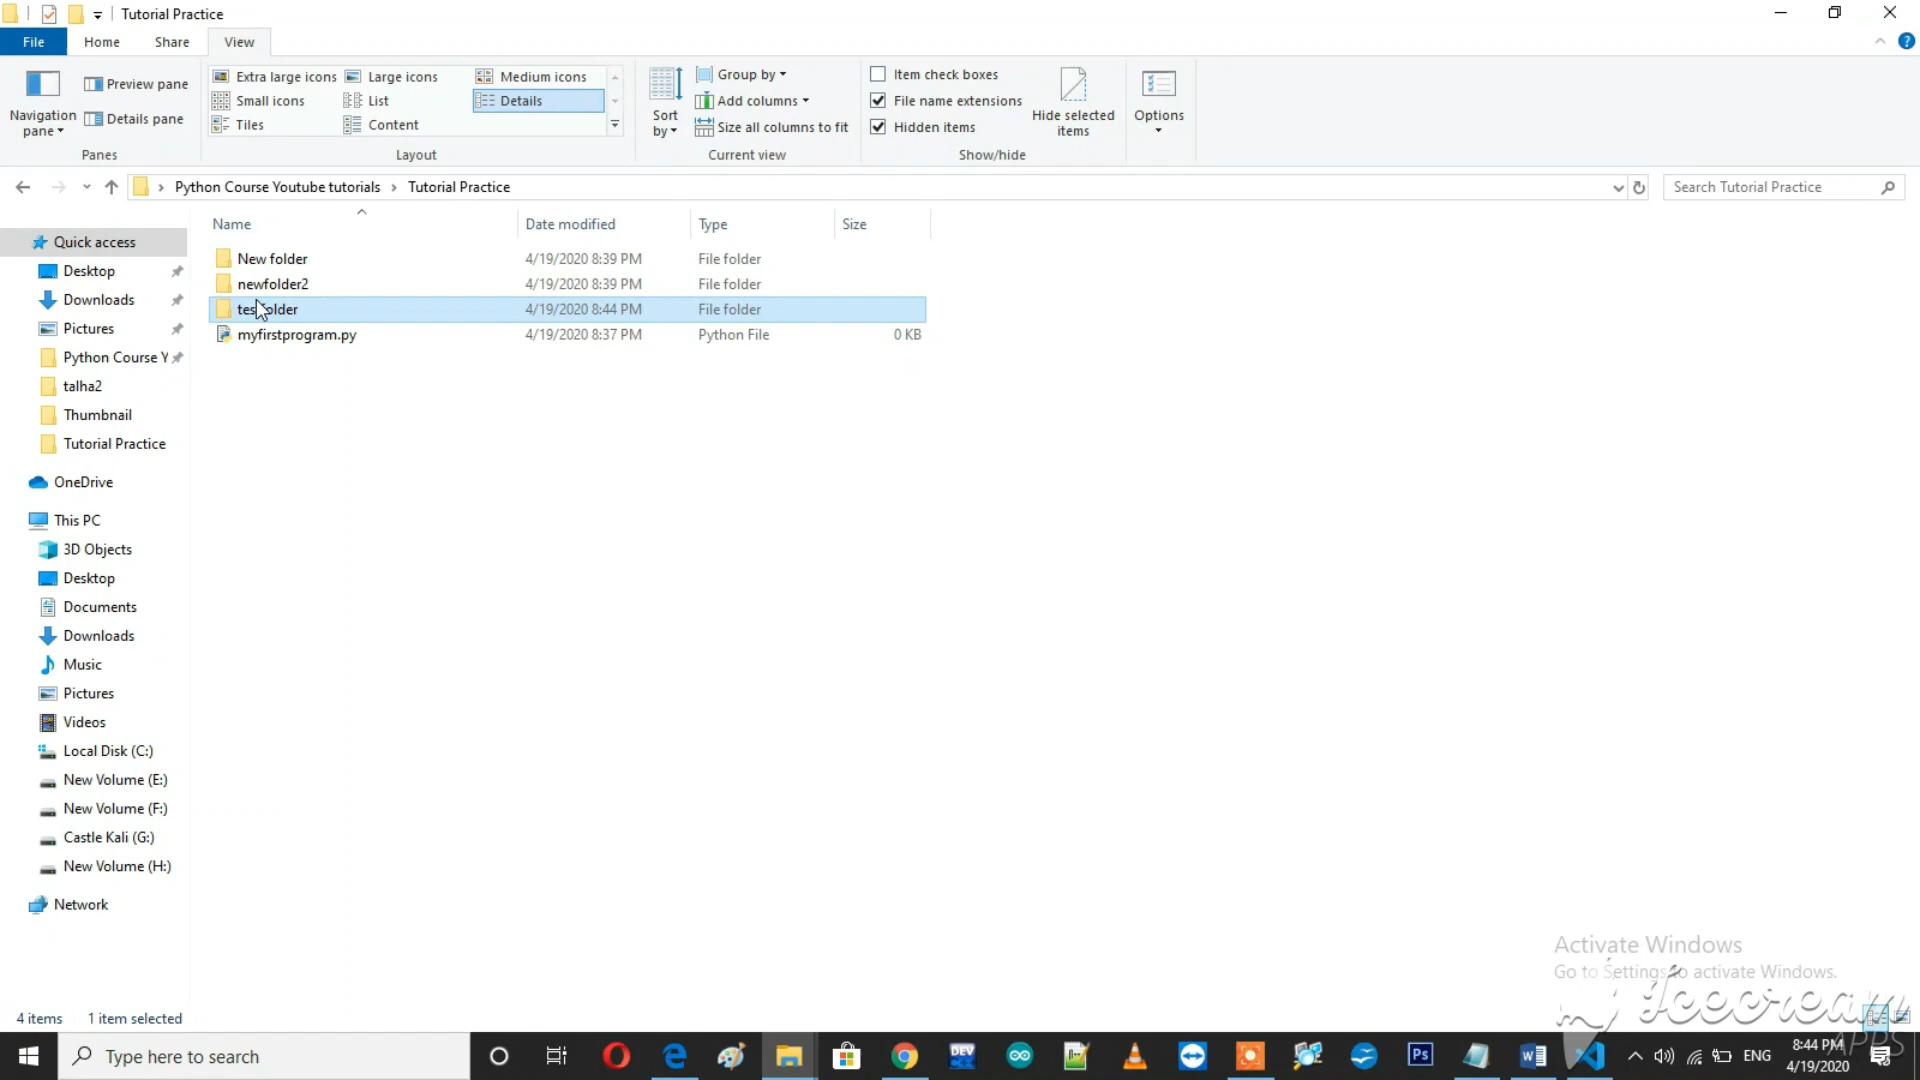 Tutorial Practice
File Home Share View
Navigation pane
Preview pane
Details pane
Panes
Extra large icons Large icons Medium icons
Small icons List Details
Tiles Content
Layout
Sort by
Group by
Add columns
Size all columns to fit
Current view
Item check boxes
File name extensions
Hidden items
Hide selected items
Show/hide
Options
Python Course Youtube tutorials > Tutorial Practice
Search Tutorial Practice
Name Date modified Type Size
New folder 4/19/2020 8:39 PM File folder
newfolder2 4/19/2020 8:39 PM File folder
4/19/2020 8:44 PM File folder
myfirstprogram.py 4/19/2020 8:37 PM Python File 0 KB
Quick access
Desktop
Downloads
Pictures
Python Course Y
talha2
Thumbnail
Tutorial Practice
OneDrive
This PC
3D Objects
Desktop
Documents
Downloads
Music
Pictures
Videos
Local Disk (C:)
New Volume (E:)
New Volume (F:)
Castle Kali (G:)
New Volume (H:)
Network
Activate Windows
Go to Settings to activate Windows.
Icecream
APPS
4 items 1 item selected
Type here to search
DEV
Ps
ENG
8:44 PM
4/19/2020